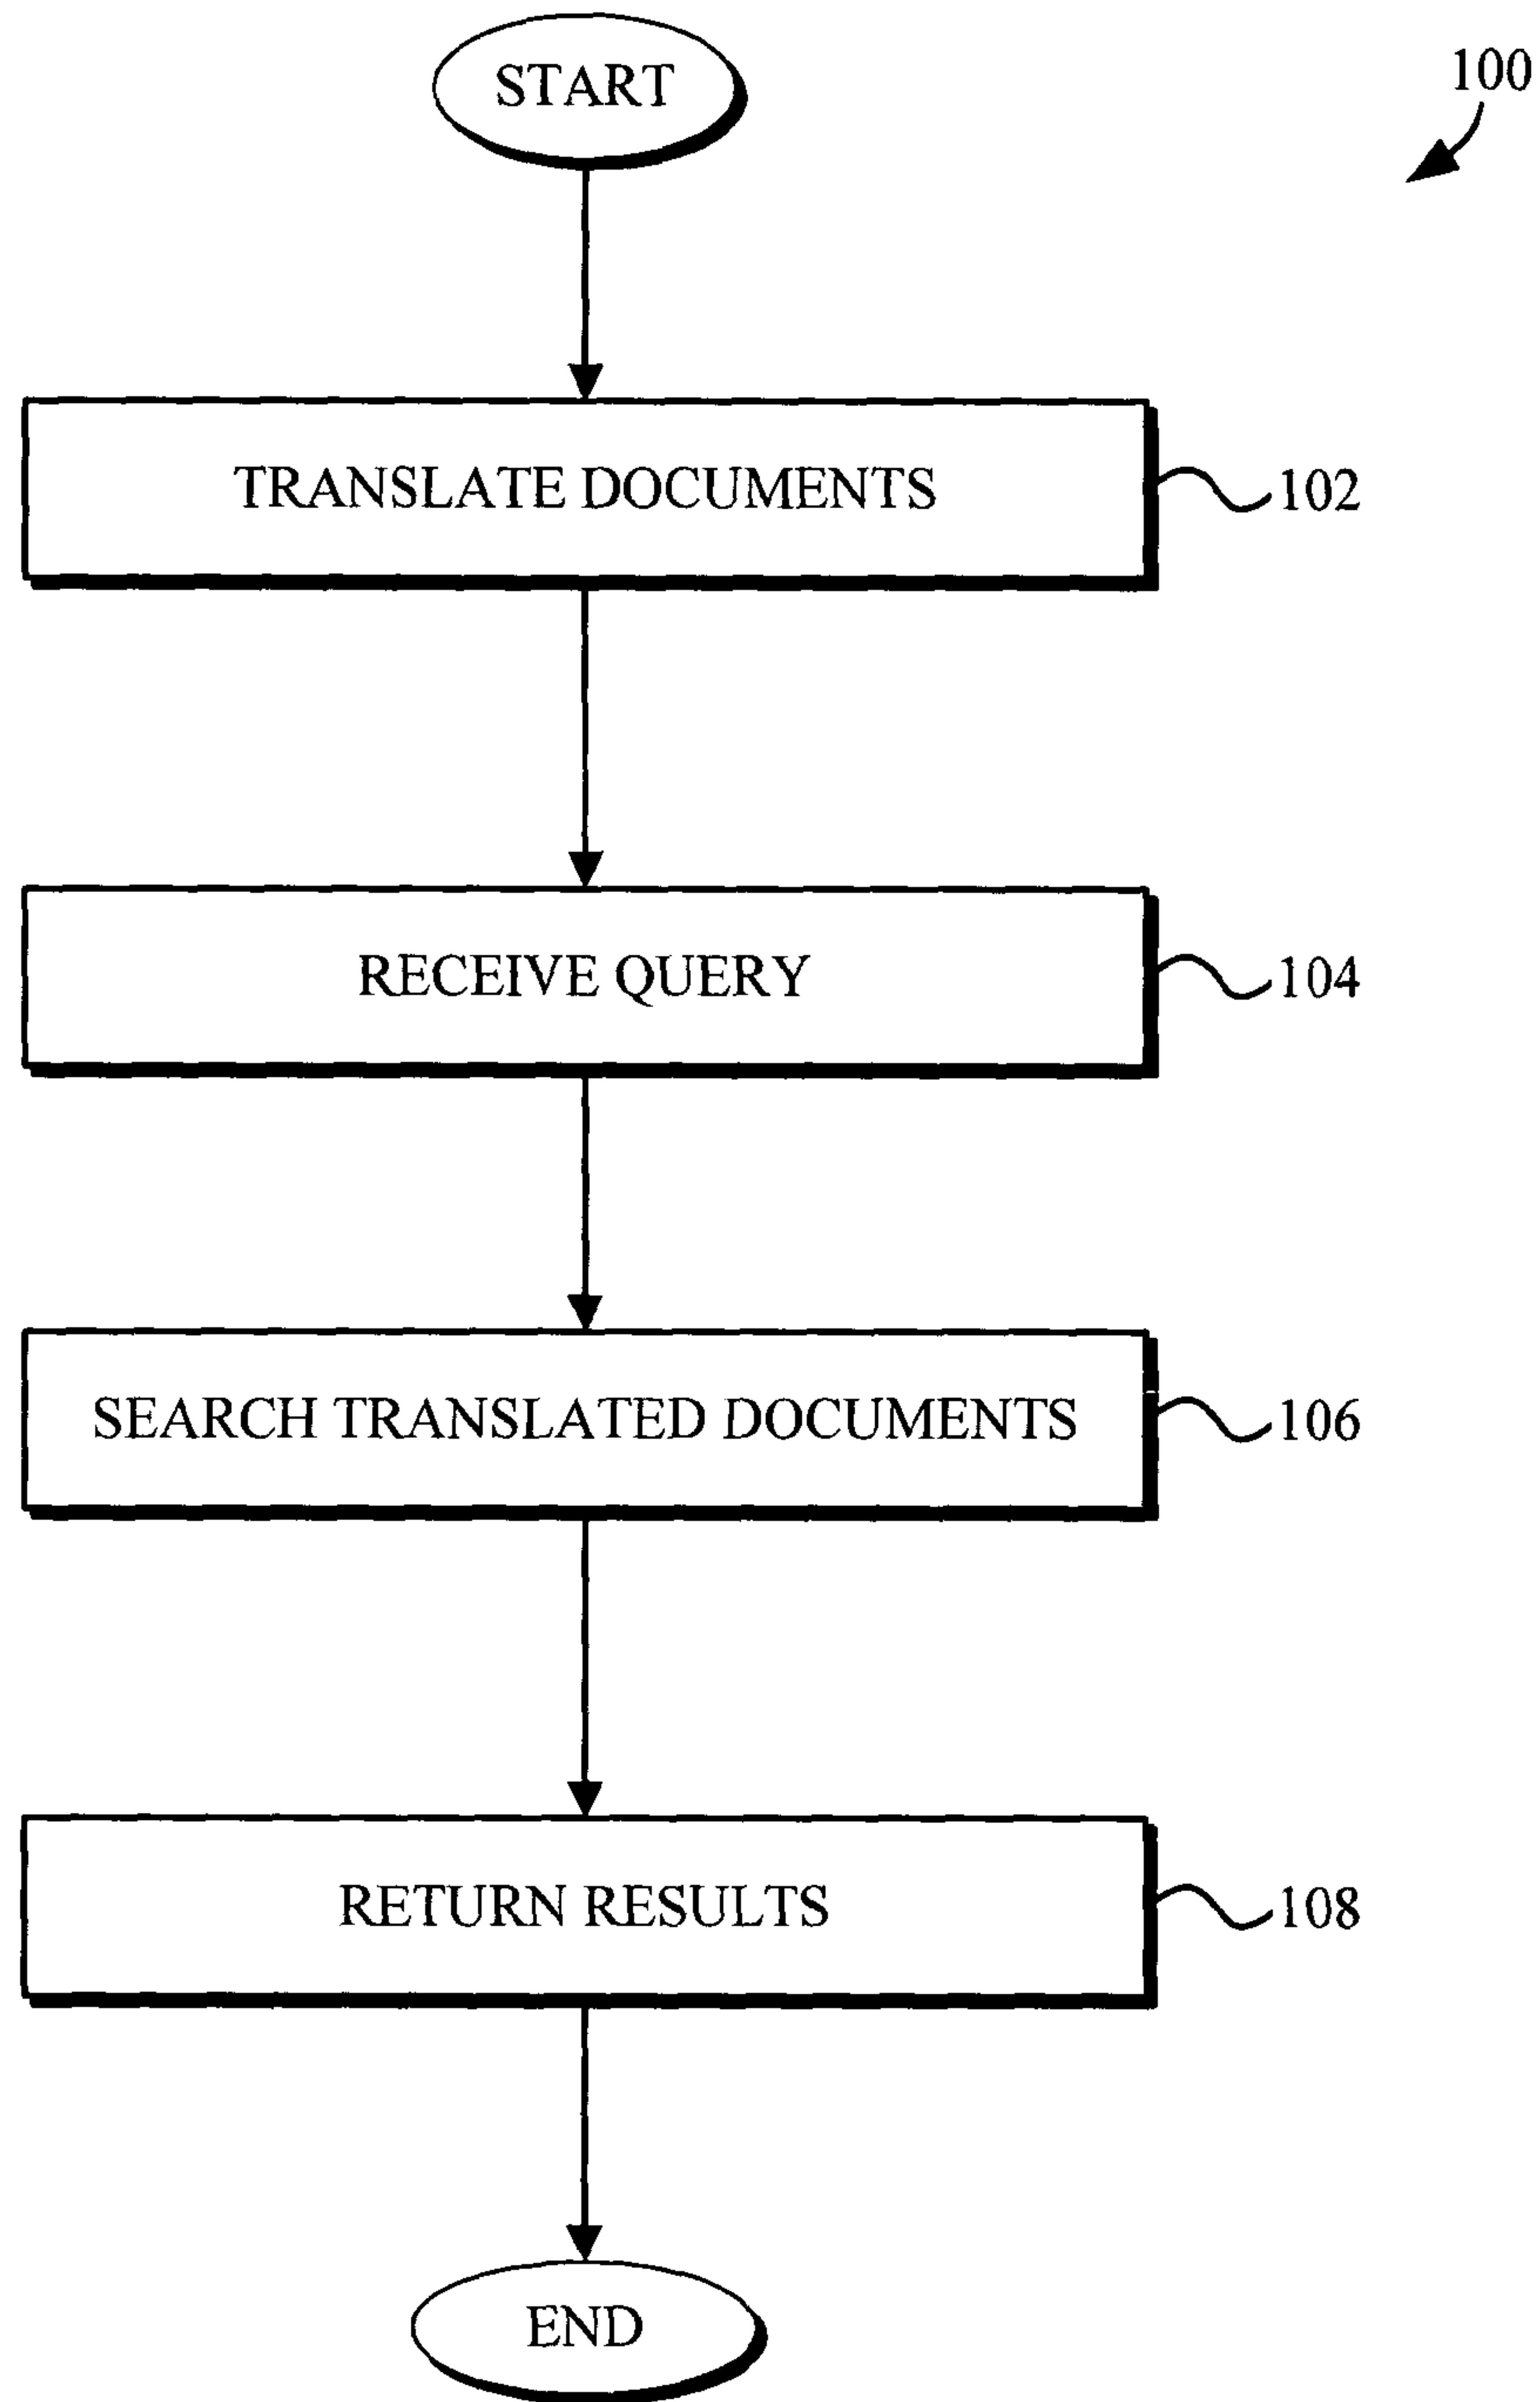 START
100
TRANSLATE DOCUMENTS
102
RECEIVE QUERY
104
SEARCH TRANSLATED DOCUMENTS
106
RETURN RESULTS
108
END